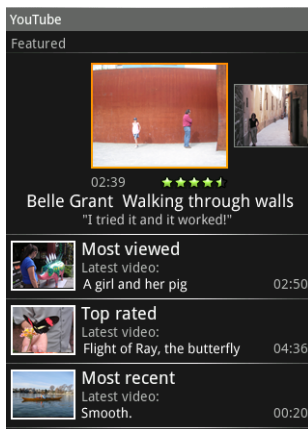 YouTube
Featured
02:39
Belle Grant Walking through walls
"I tried it and it worked!"
Most viewed
Latest video:
A girl and her pig 02:50
Top rated
Latest video:
Flight of Ray, the butterfly 04:36
Most recent
Latest video:
Smooth. 00:20